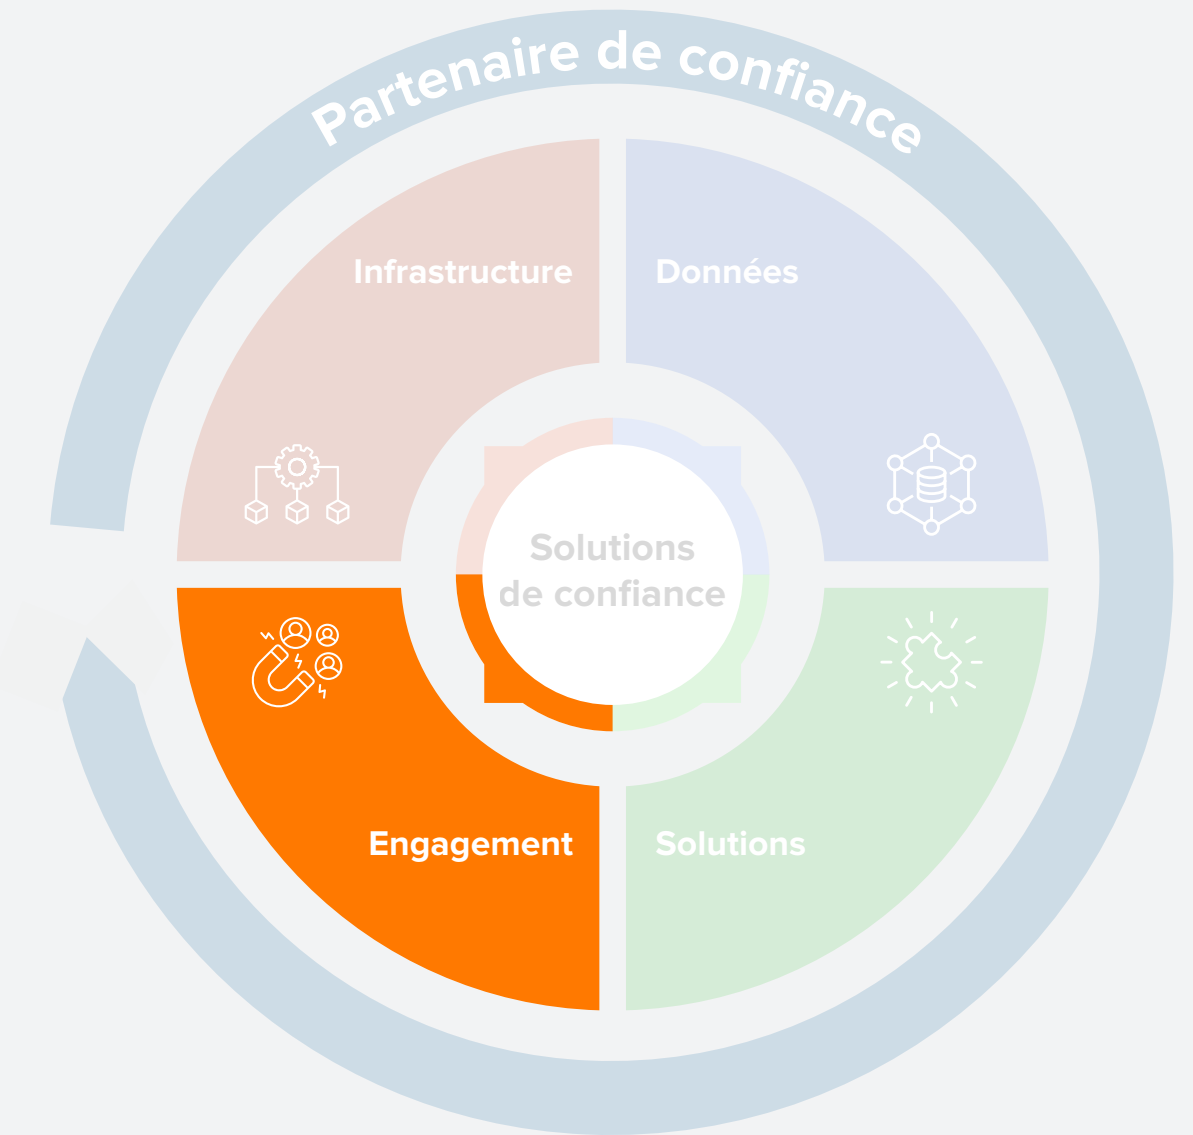 Partenaire de confiance
Infrastructure
Données
Solutions
de confiance
Engagement
Solutions